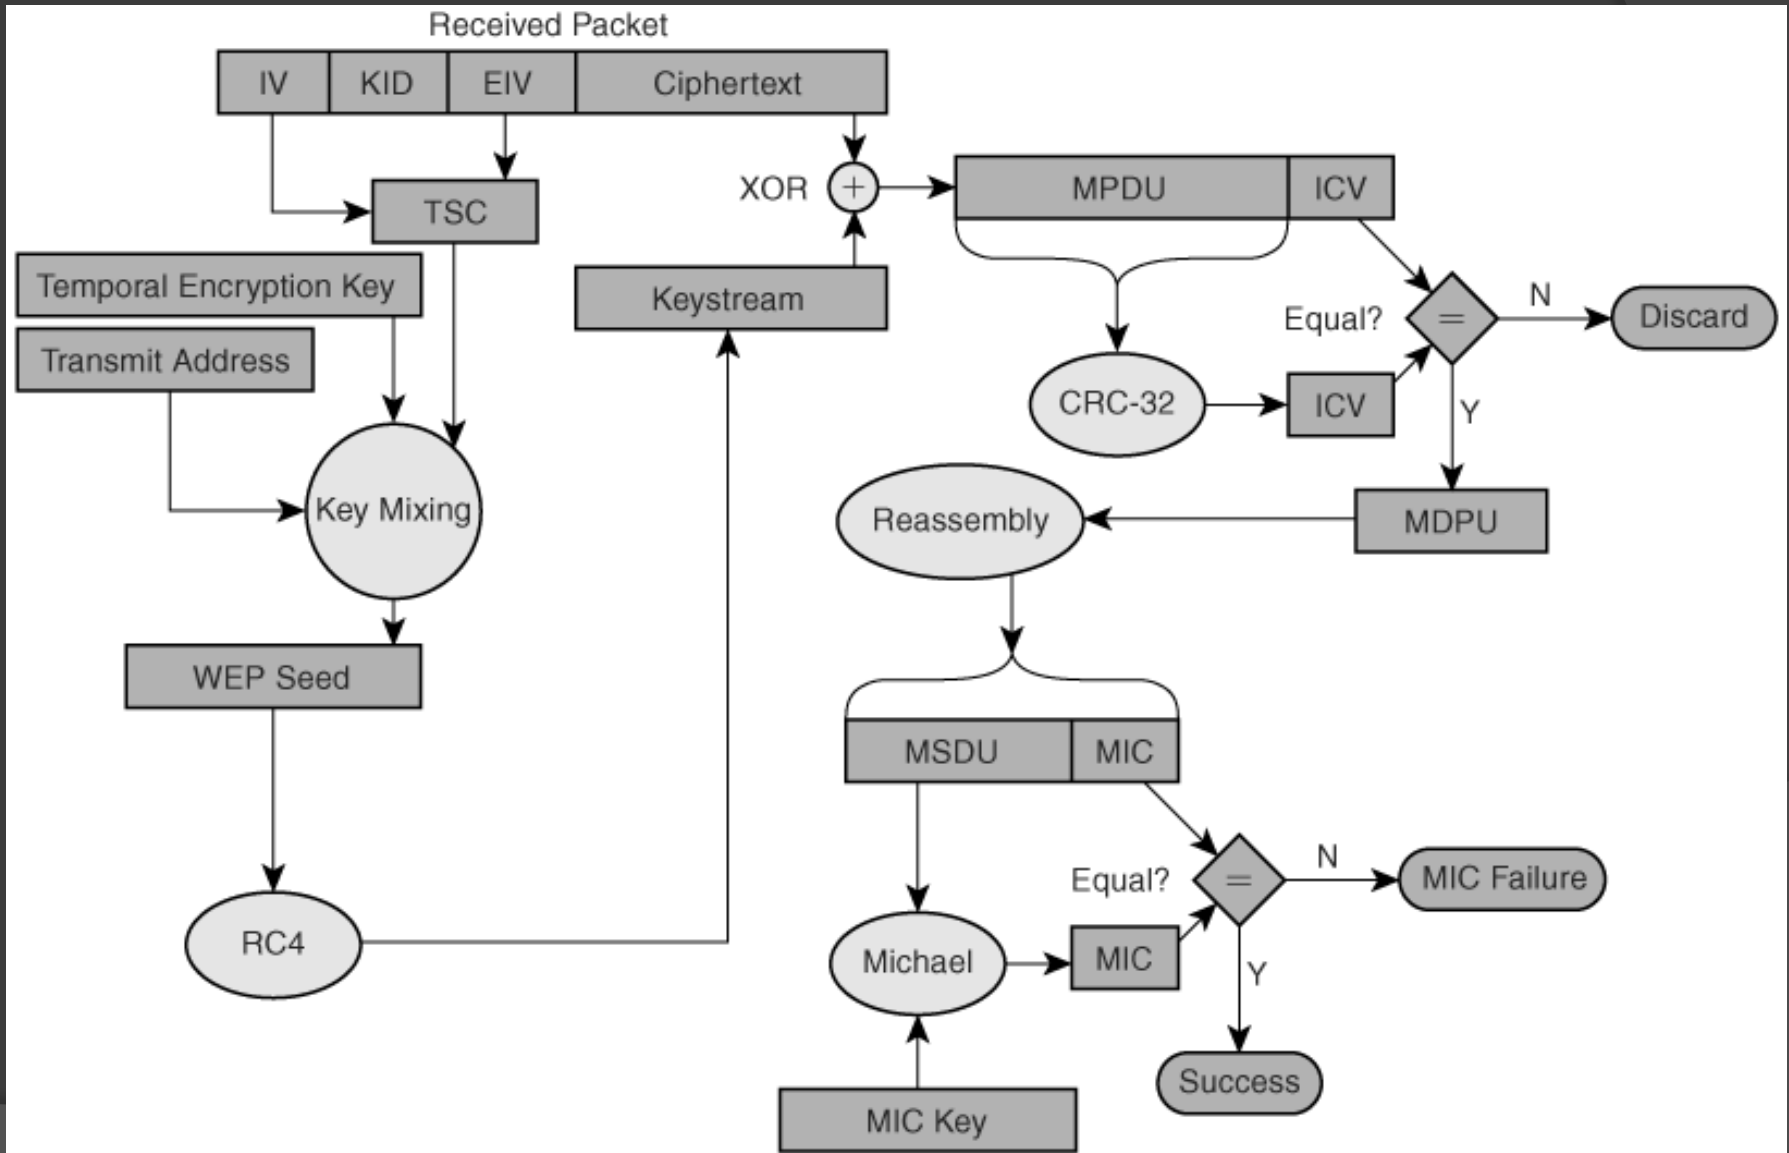 Received Packet
IV KID EIV Ciphertext
XOR + MPDU ICV
TSC
Temporal Encryption Key
Keystream
Equal? = N Discard
Transmit Address
CRC-32 ICV
Y
Key Mixing
Reassembly MDPU
WEP Seed
MSDU MIC
Equal? = N MIC Failure
RC4
Michael MIC
Y
Success
MIC Key